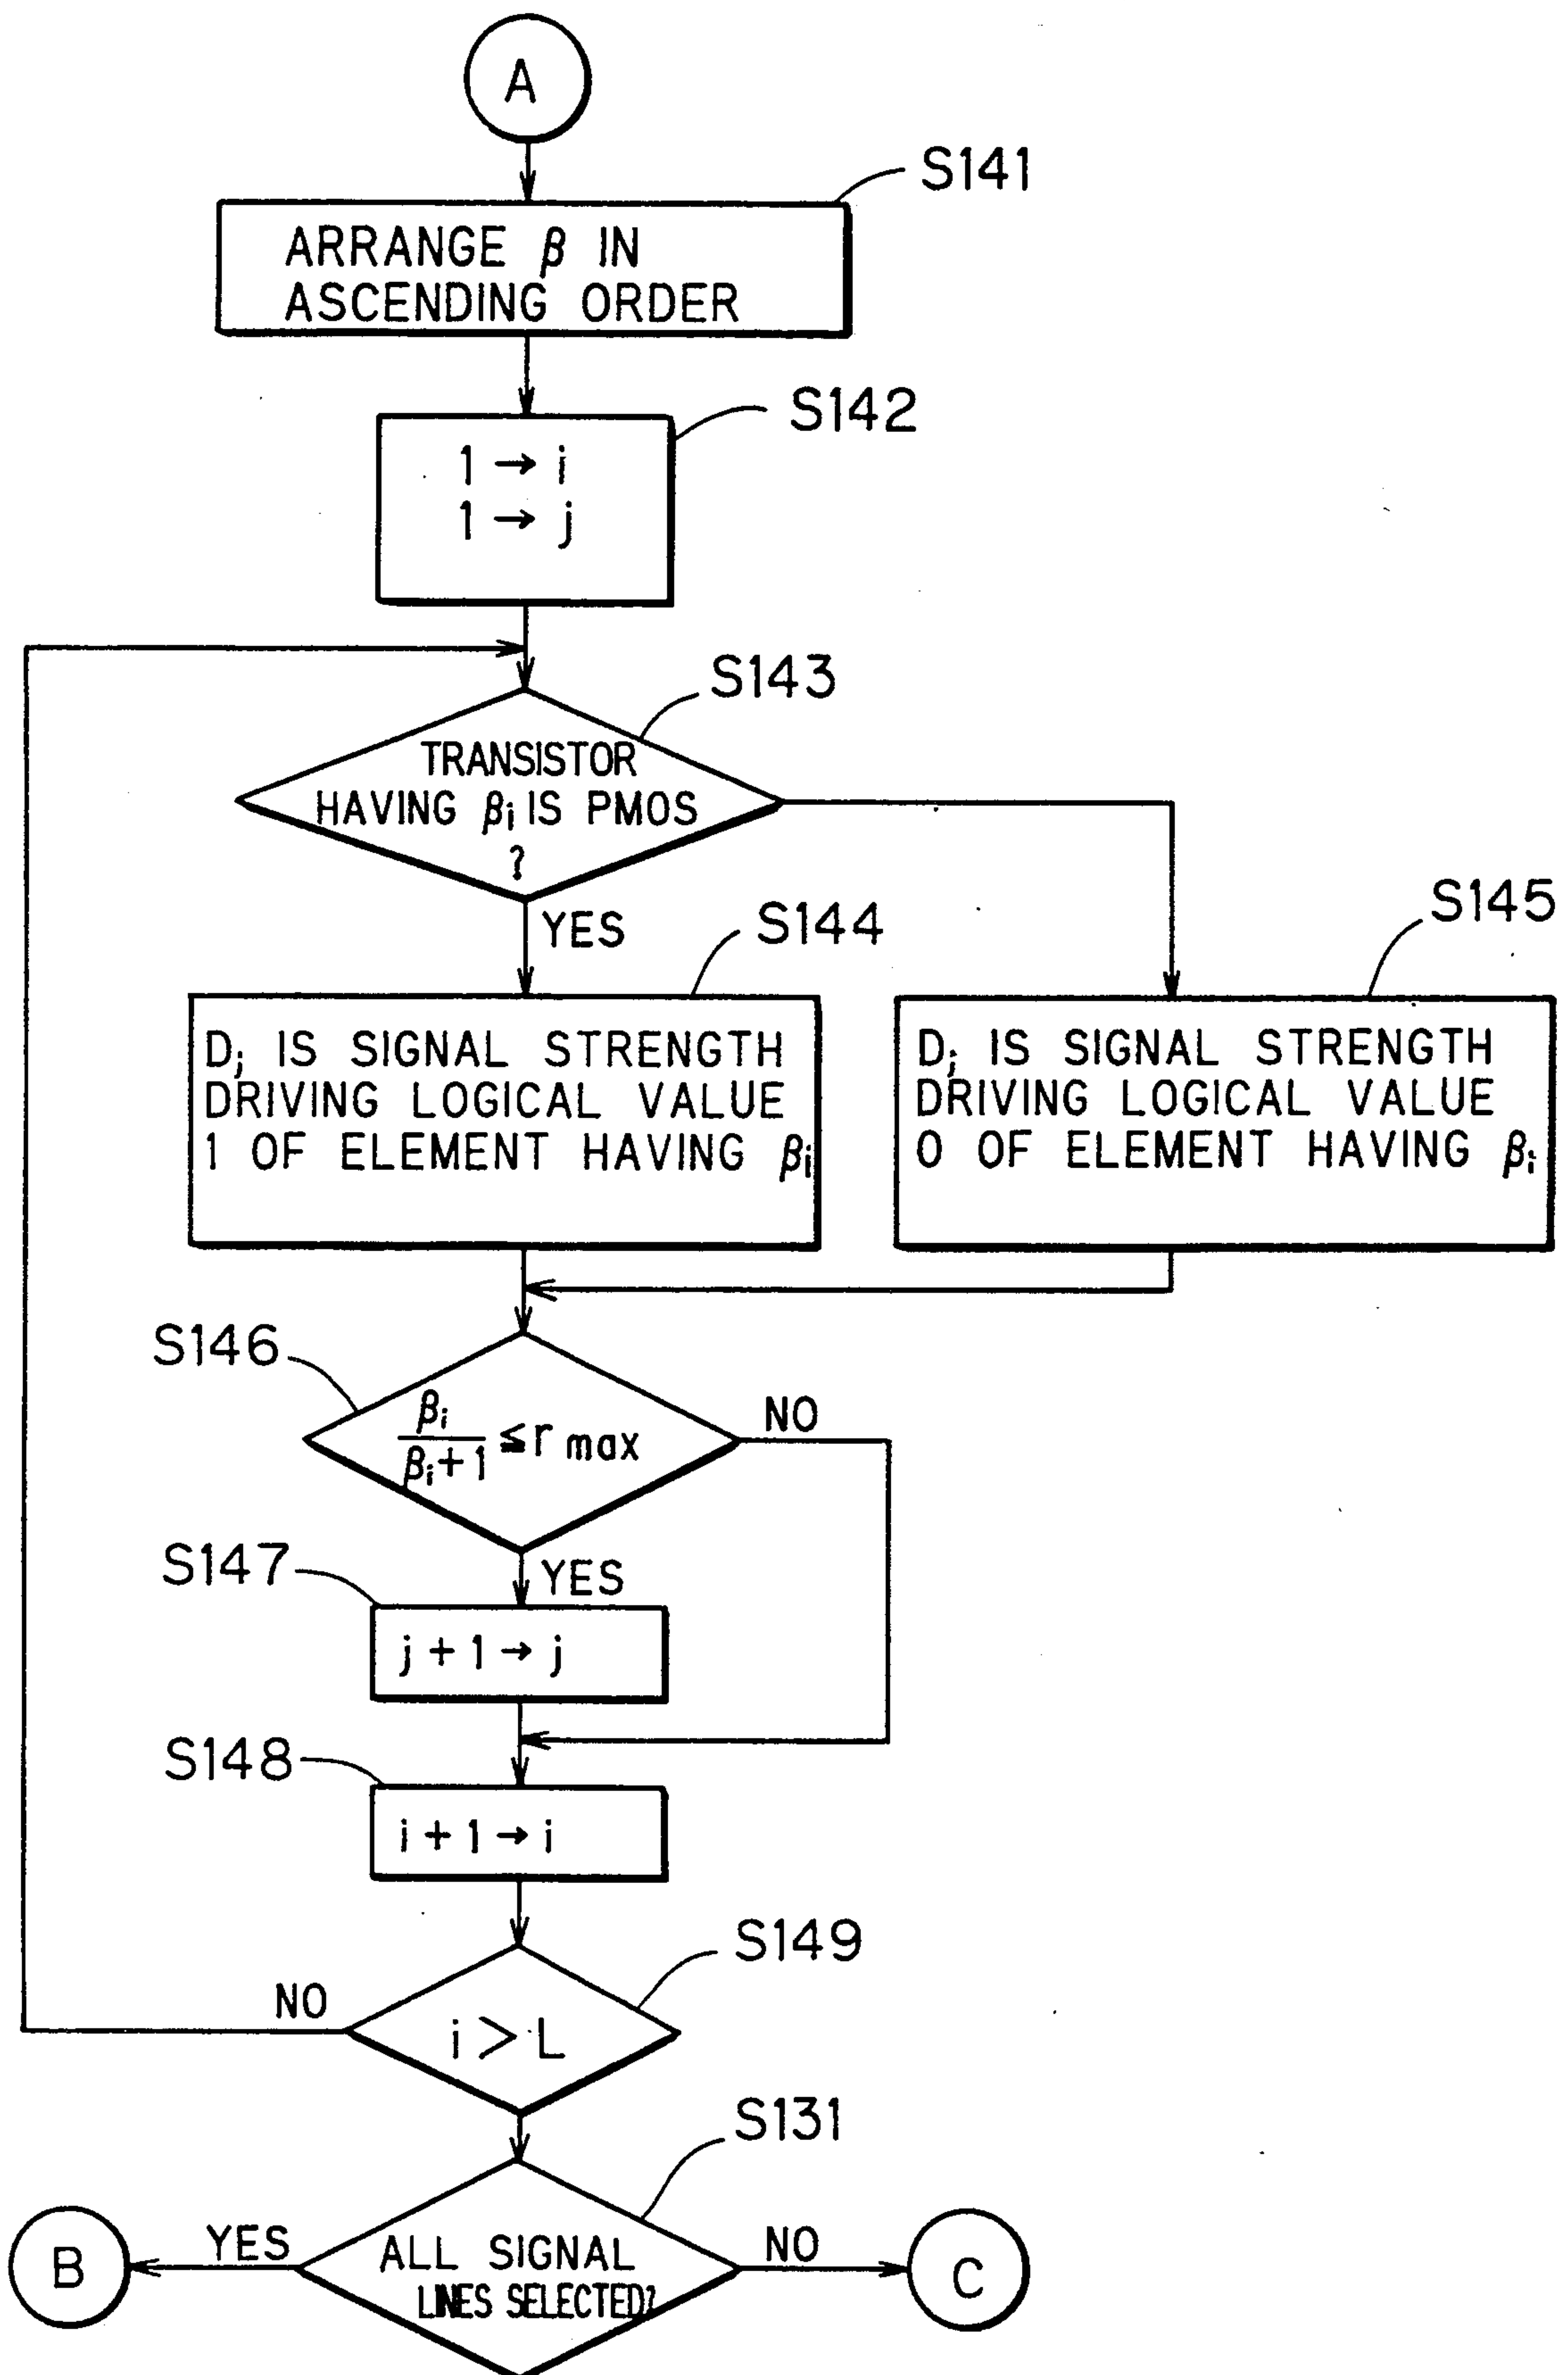 A
S141
ARRANGE β IN
ASCENDING ORDER
S142
1 → i
1 → j
S143
TRANSISTOR
HAVING βi IS PMOS
?
YES
S144
S145
Dj IS SIGNAL STRENGTH
DRIVING LOGICAL VALUE
1 OF ELEMENT HAVING βi
Dj IS SIGNAL STRENGTH
DRIVING LOGICAL VALUE
0 OF ELEMENT HAVING βi
S146
βi
βi+1
≦ r max
NO
YES
S147
j + 1 → j
S148
i + 1 → i
S149
NO
i > L
S131
B
YES
ALL SIGNAL
LINES SELECTED?
NO
C